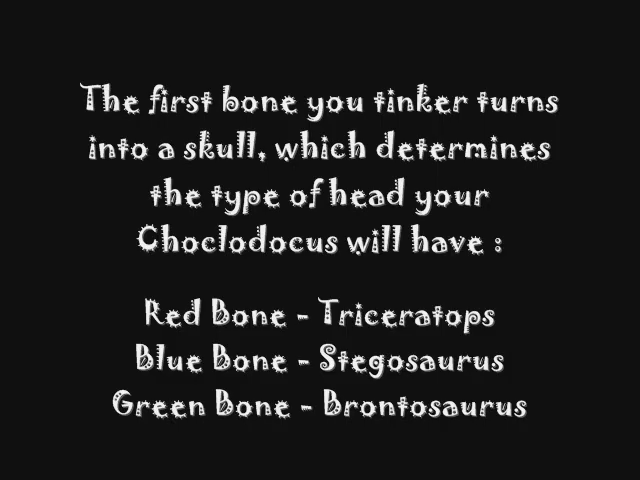 The first bone you tinker turns
into a skull, which determines
the type of head your
Choclodocus will have :
Red Bone - Triceratops
Blue Bone - Stegosaurus
Green Bone - Brontosaurus